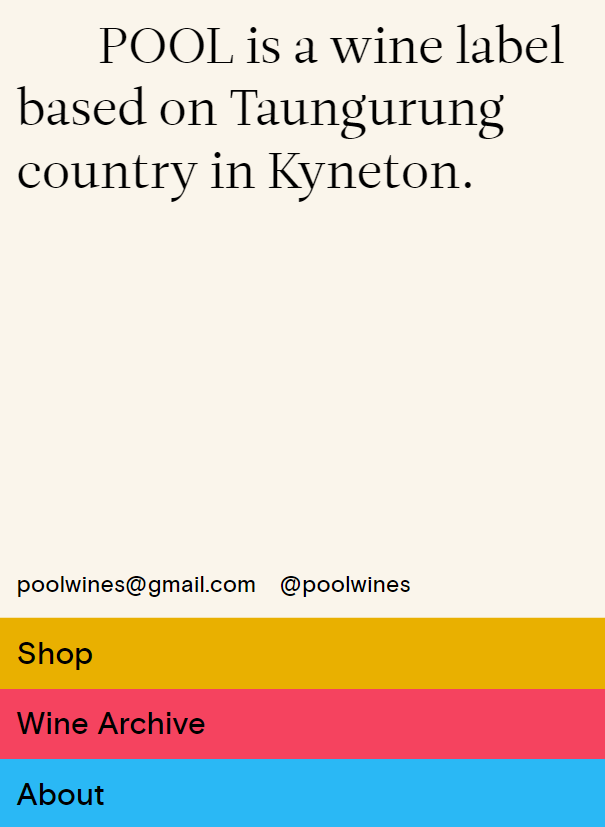 POOL is a wine label
based on Taungurung
country in Kyneton.
poolwines@gmail.com @poolwines
Shop
Wine Archive
About